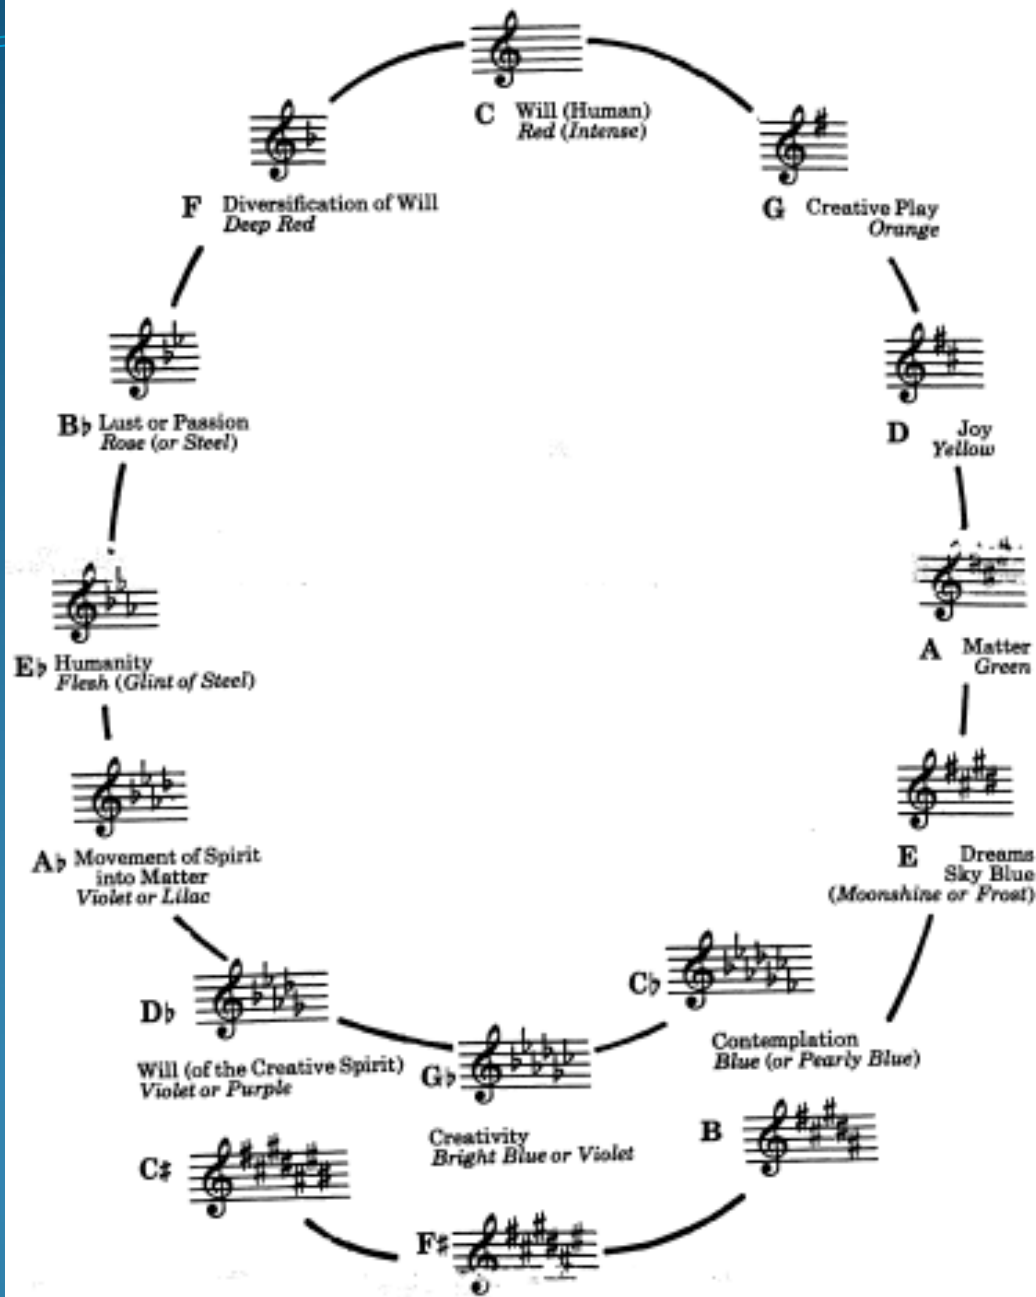 C Will (Human)
Red (Intense)
F Diversification of Will
Deep Red
G Creative Play
Orange
B♭ Lust or Passion
Rose (or Steel)
D Joy
Yellow
E♭ Humanity
Flesh (Glint of Steel)
A Matter
Green
A♭ Movement of Spirit
into Matter
Violet or Lilac
E Dreams
Sky Blue
(Moonshine or Frost)
D♭
Will (of the Creative Spirit)
Violet or Purple
C♯
G♭
Creativity
Bright Blue or Violet
F♯
C♭
Contemplation
Blue (or Pearly Blue)
B